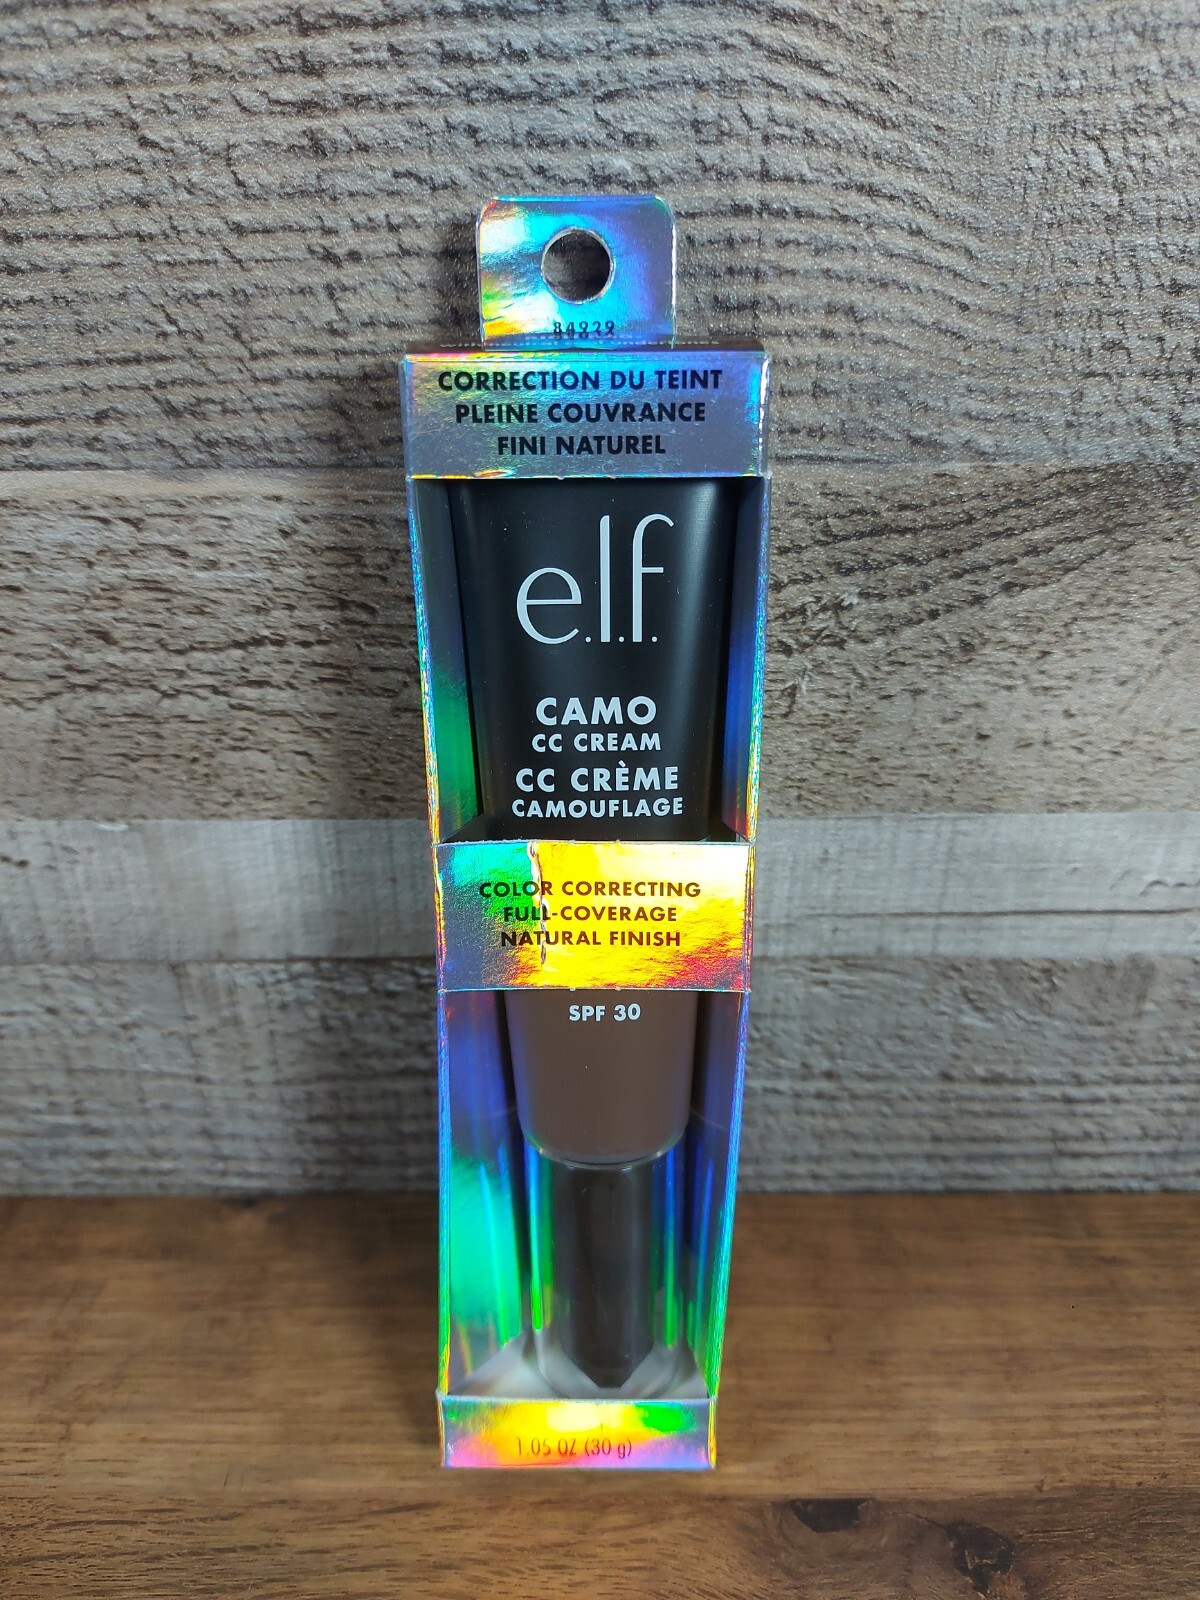 CORRECTION DU TEINT
PLEINE COUVRANCE
FINI NATUREL
e.l.f.
CAMO
CC CREAM
CC CRÈME
CAMOUFLAGE
COLOR CORRECTING
FULL-COVERAGE
NATURAL FINISH
SPF 30
1.05 OZ (30 g)